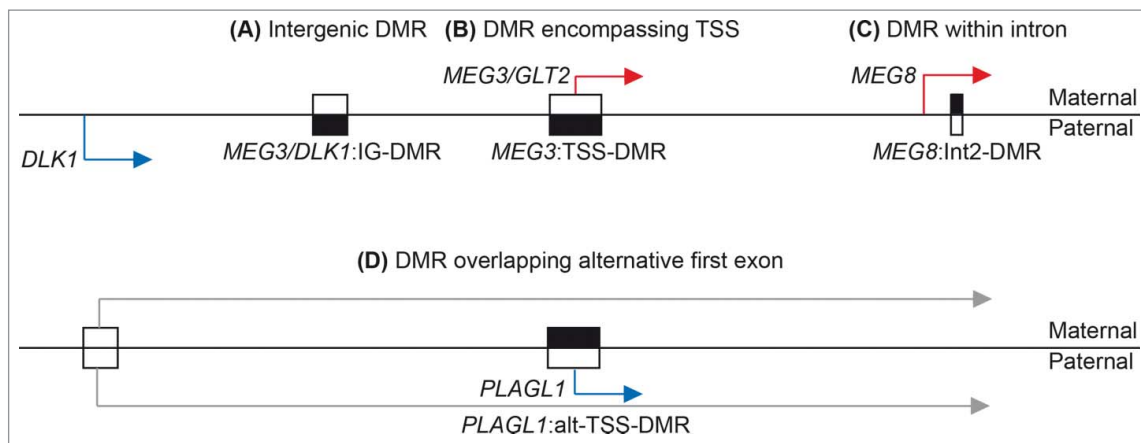 (A) Intergenic DMR (B) DMR encompassing TSS (C) DMR within intron
MEG3/GLT2 MEG8
Maternal
Paternal
DLK1 MEG3/DLK1:IG-DMR MEG3:TSS-DMR MEG8:Int2-DMR
(D) DMR overlapping alternative first exon
Maternal
Paternal
PLAGL1
PLAGL1:alt-TSS-DMR